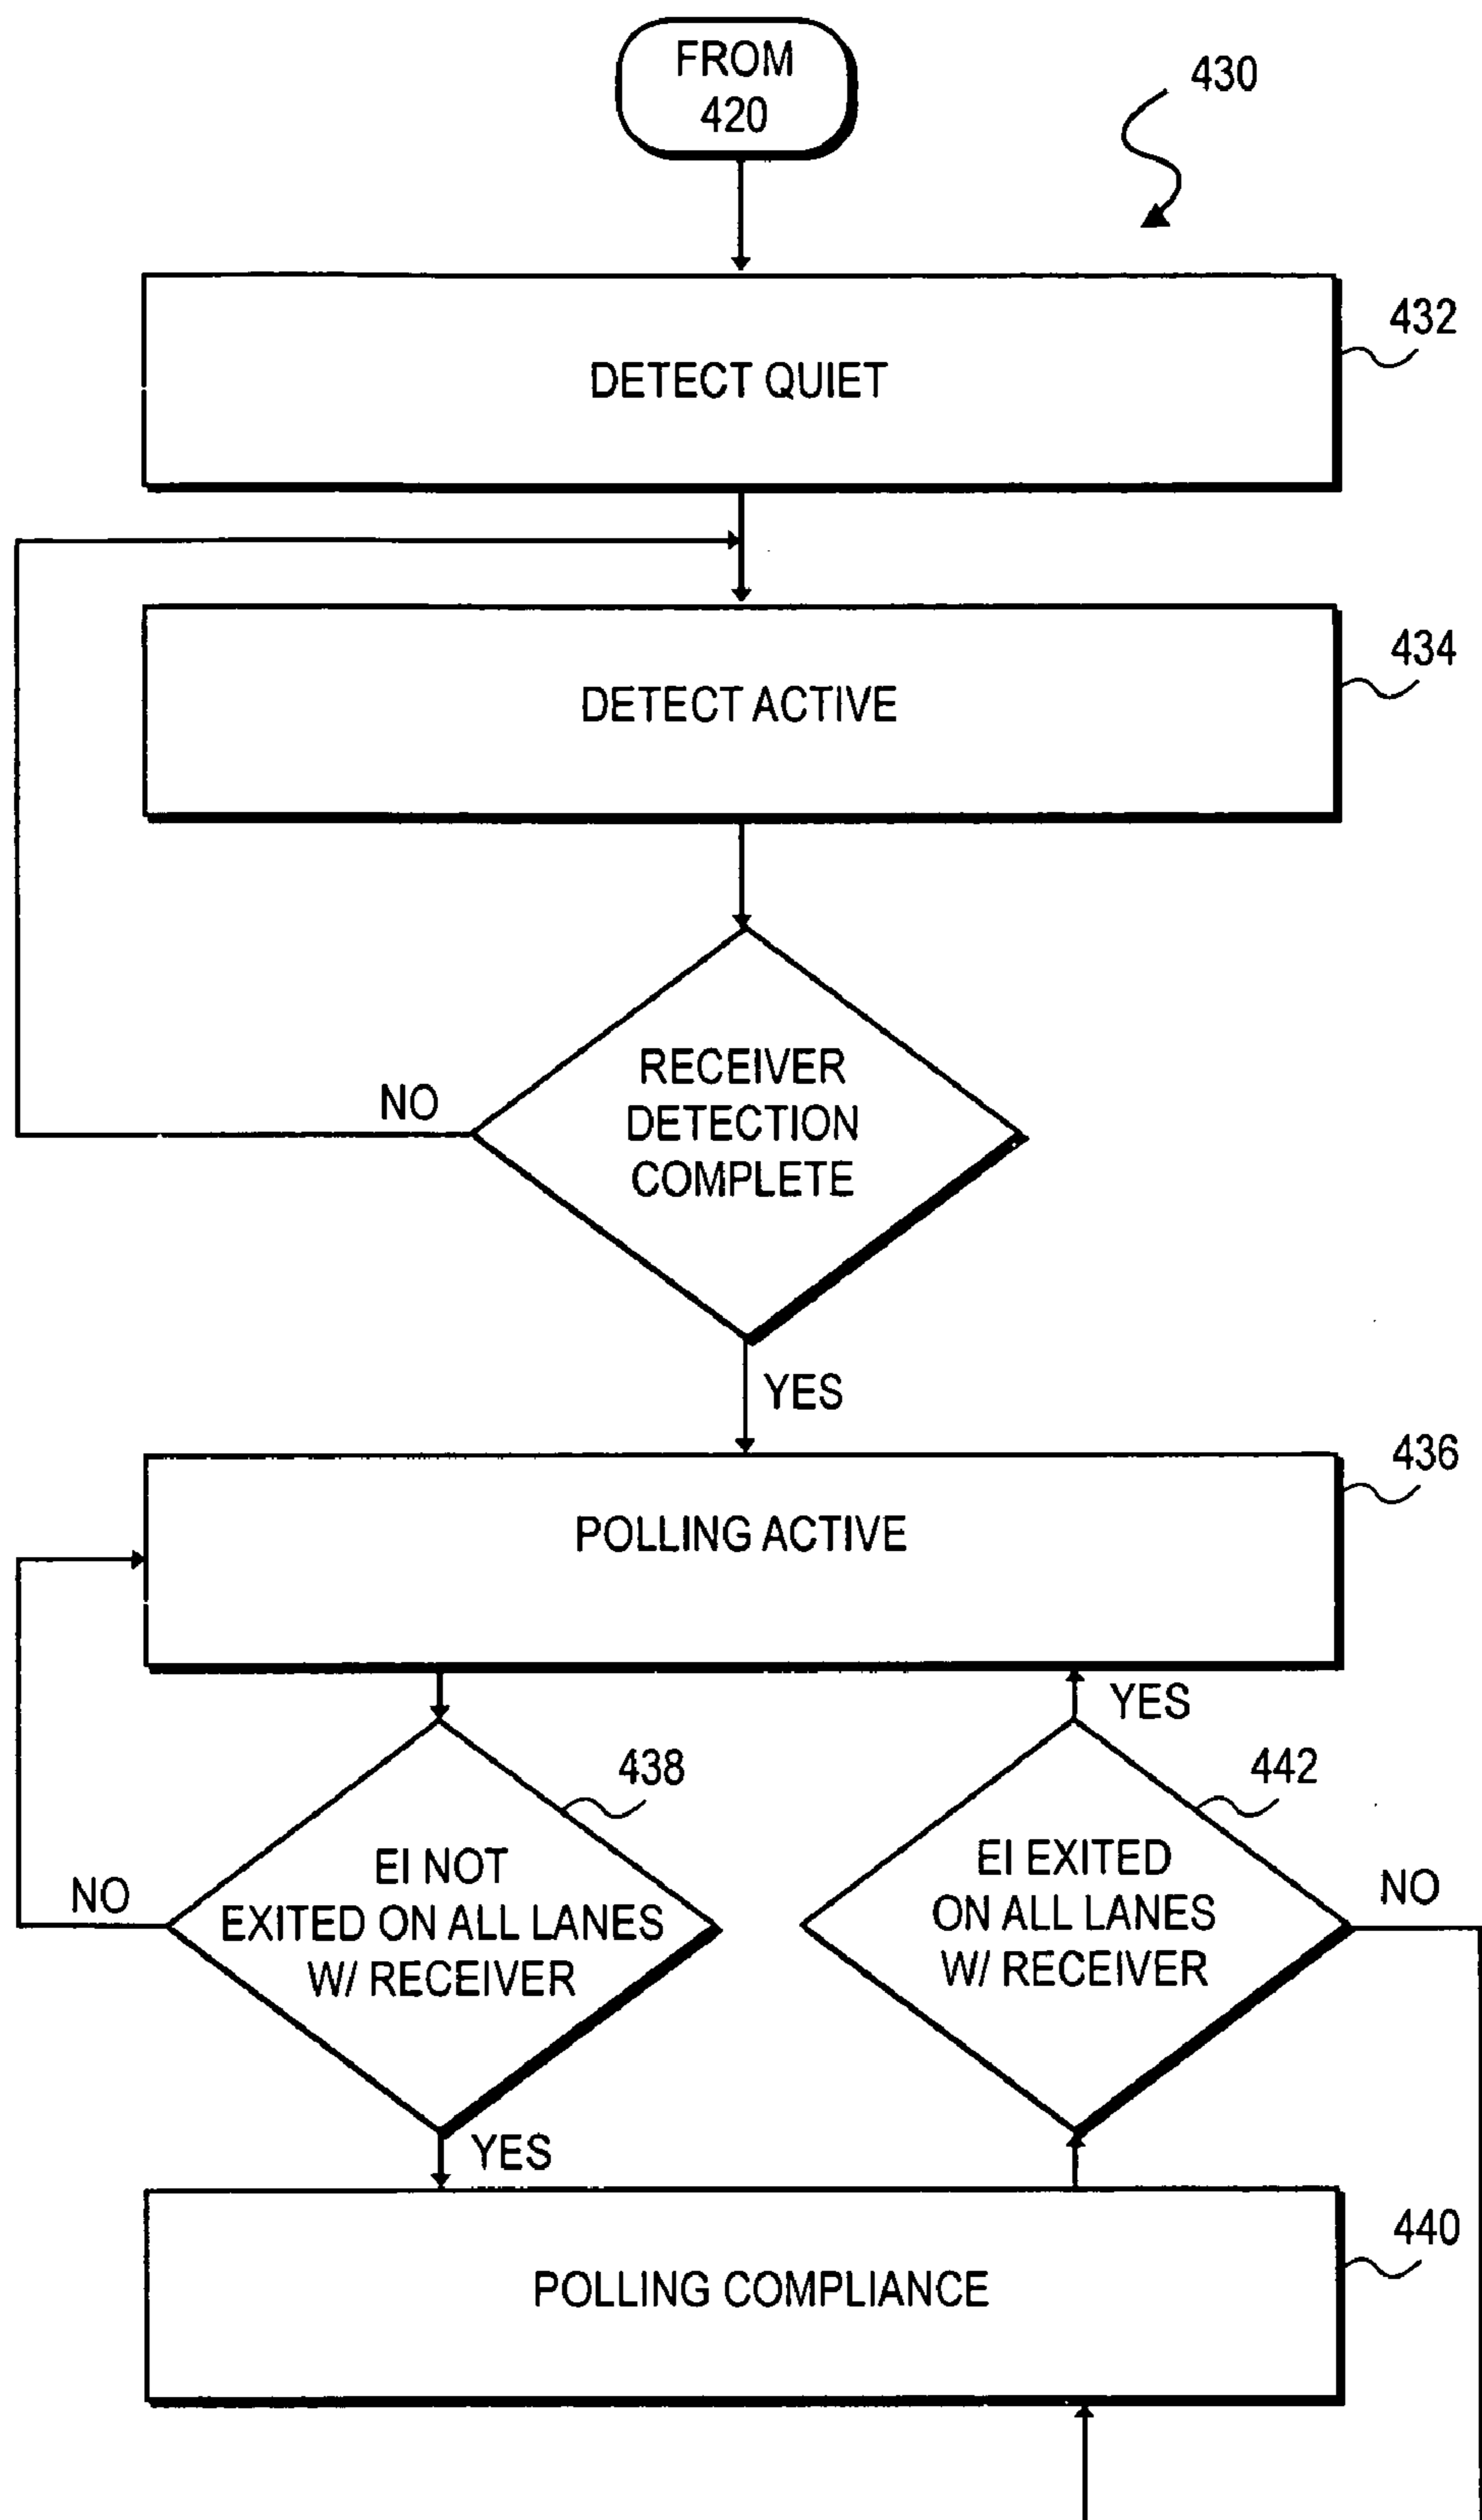 FROM
420
430
432
DETECT QUIET
434
DETECT ACTIVE
RECEIVER
DETECTION
COMPLETE
NO
YES
436
POLLING ACTIVE
YES
438
442
EI NOT
EXITED ON ALL LANES
W/ RECEIVER
NO
EI EXITED
ON ALL LANES
W/ RECEIVER
NO
YES
440
POLLING COMPLIANCE